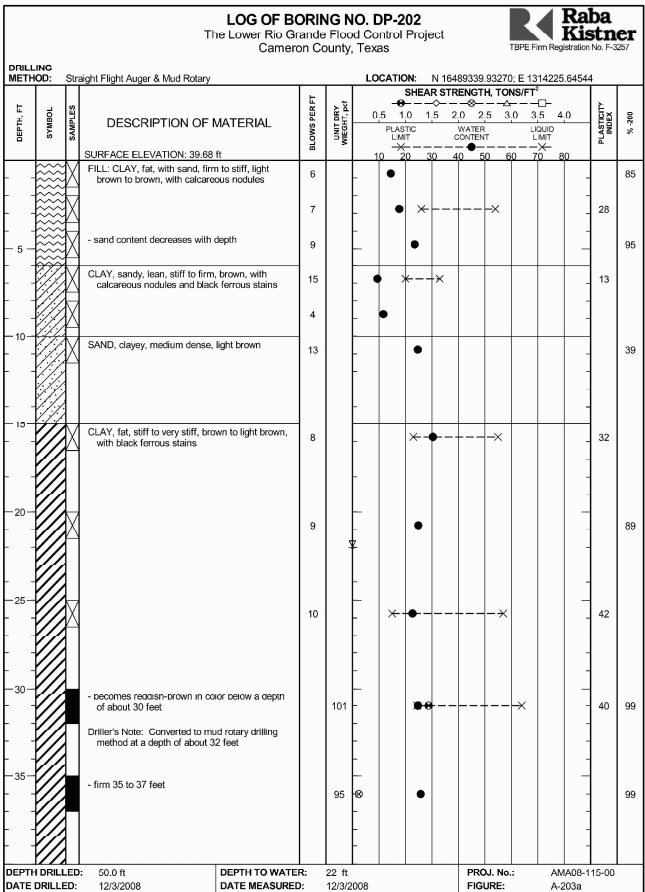 LOG OF BORING NO. DP-202
The Lower Rio Grande Flood Control Project
Cameron County, Texas
Raba
Kistner
TBPE Firm Registration No. F-3257
DRILLING
METHOD: Straight Flight Auger & Mud Rotary
LOCATION: N 16489339.93270; E 1314225.64544
DEPTH, FT
SYMBOL
SAMPLES
DESCRIPTION OF MATERIAL
SURFACE ELEVATION: 39.68 ft
BLOWS PER FT
UNIT DRY
WIEGHT, pcf
SHEAR STRENGTH, TONS/FT²
0.5 1.0 1.5 2.0 2.5 3.0 3.5 4.0
PLASTIC LIMIT
WATER CONTENT
LIQUID LIMIT
10 20 30 40 50 60 70 80
PLASTICITY
INDEX
% -200
FILL: CLAY, fat, with sand, firm to stiff, light
brown to brown, with calcareous nodules
6 85
7 28
- sand content decreases with depth
5 9 95
CLAY, sandy, lean, stiff to firm, brown, with
calcareous nodules and black ferrous stains
15 13
4
10
SAND, clayey, medium dense, light brown
13 39
15
CLAY, fat, stiff to very stiff, brown to light brown,
with black ferrous stains
8 32
20
9 89
25
10 42
30
- becomes reddish-brown in color below a depth
of about 30 feet
101 40 99
Driller's Note: Converted to mud rotary drilling
method at a depth of about 32 feet
35
- firm 35 to 37 feet
95 99
DEPTH DRILLED: 50.0 ft
DEPTH TO WATER: 22 ft
PROJ. No.: AMA08-115-00
DATE DRILLED: 12/3/2008
DATE MEASURED: 12/3/2008
FIGURE: A-203a